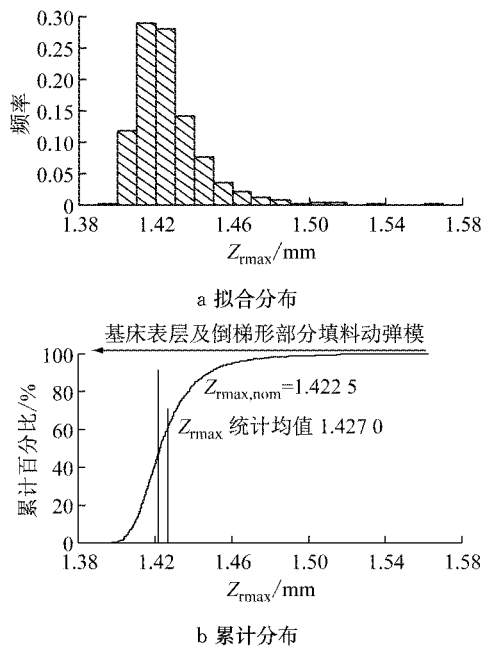 0.30
0.25
0.20
0.15
0.10
0.05
0
频率
1.38 1.42 1.46 1.50 1.54 1.58
Zrmax/mm
a 拟合分布
基床表层及倒梯形部分填料动弹模
100
80
60
40
20
0
累计百分比/%
Zrmax,nom=1.422 5
Zrmax 统计均值 1.427 0
1.38 1.42 1.46 1.50 1.54 1.58
Zrmax/mm
b 累计分布